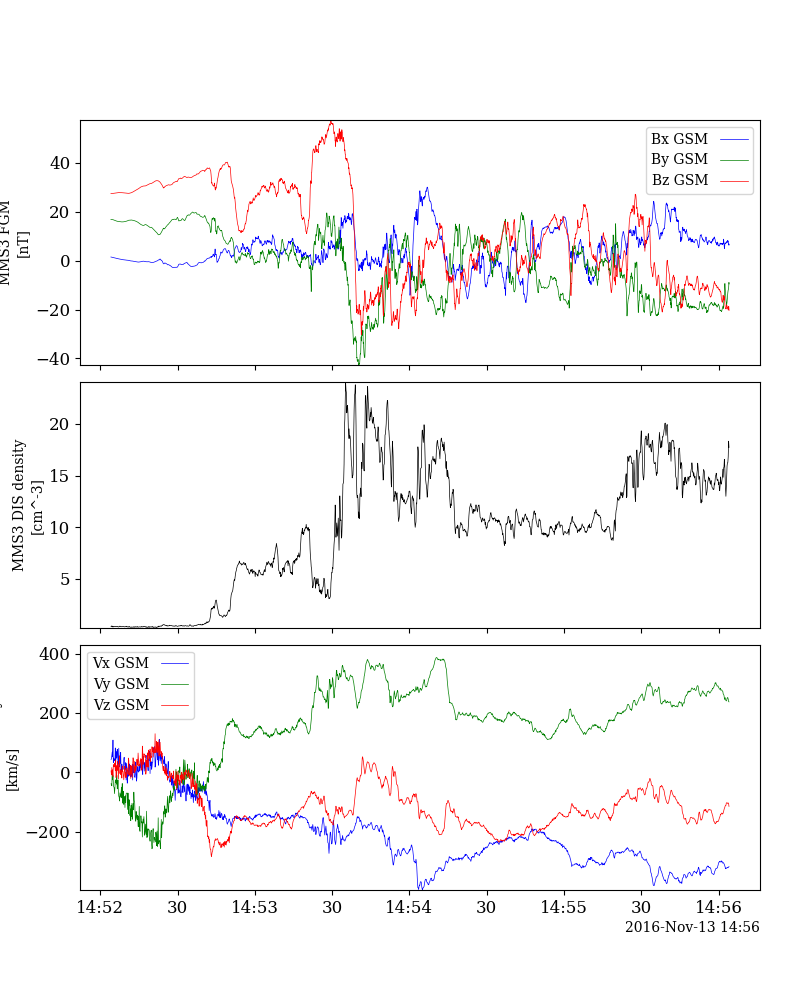 MMS3 FGM
[nT]
40
20
0
−20
−40
Bx GSM
By GSM
Bz GSM
MMS3 DIS density
[cm^-3]
20
15
10
5
[km/s]
400
200
0
−200
Vx GSM
Vy GSM
Vz GSM
14:52 30 14:53 30 14:54 30 14:55 30 14:56
2016-Nov-13 14:56